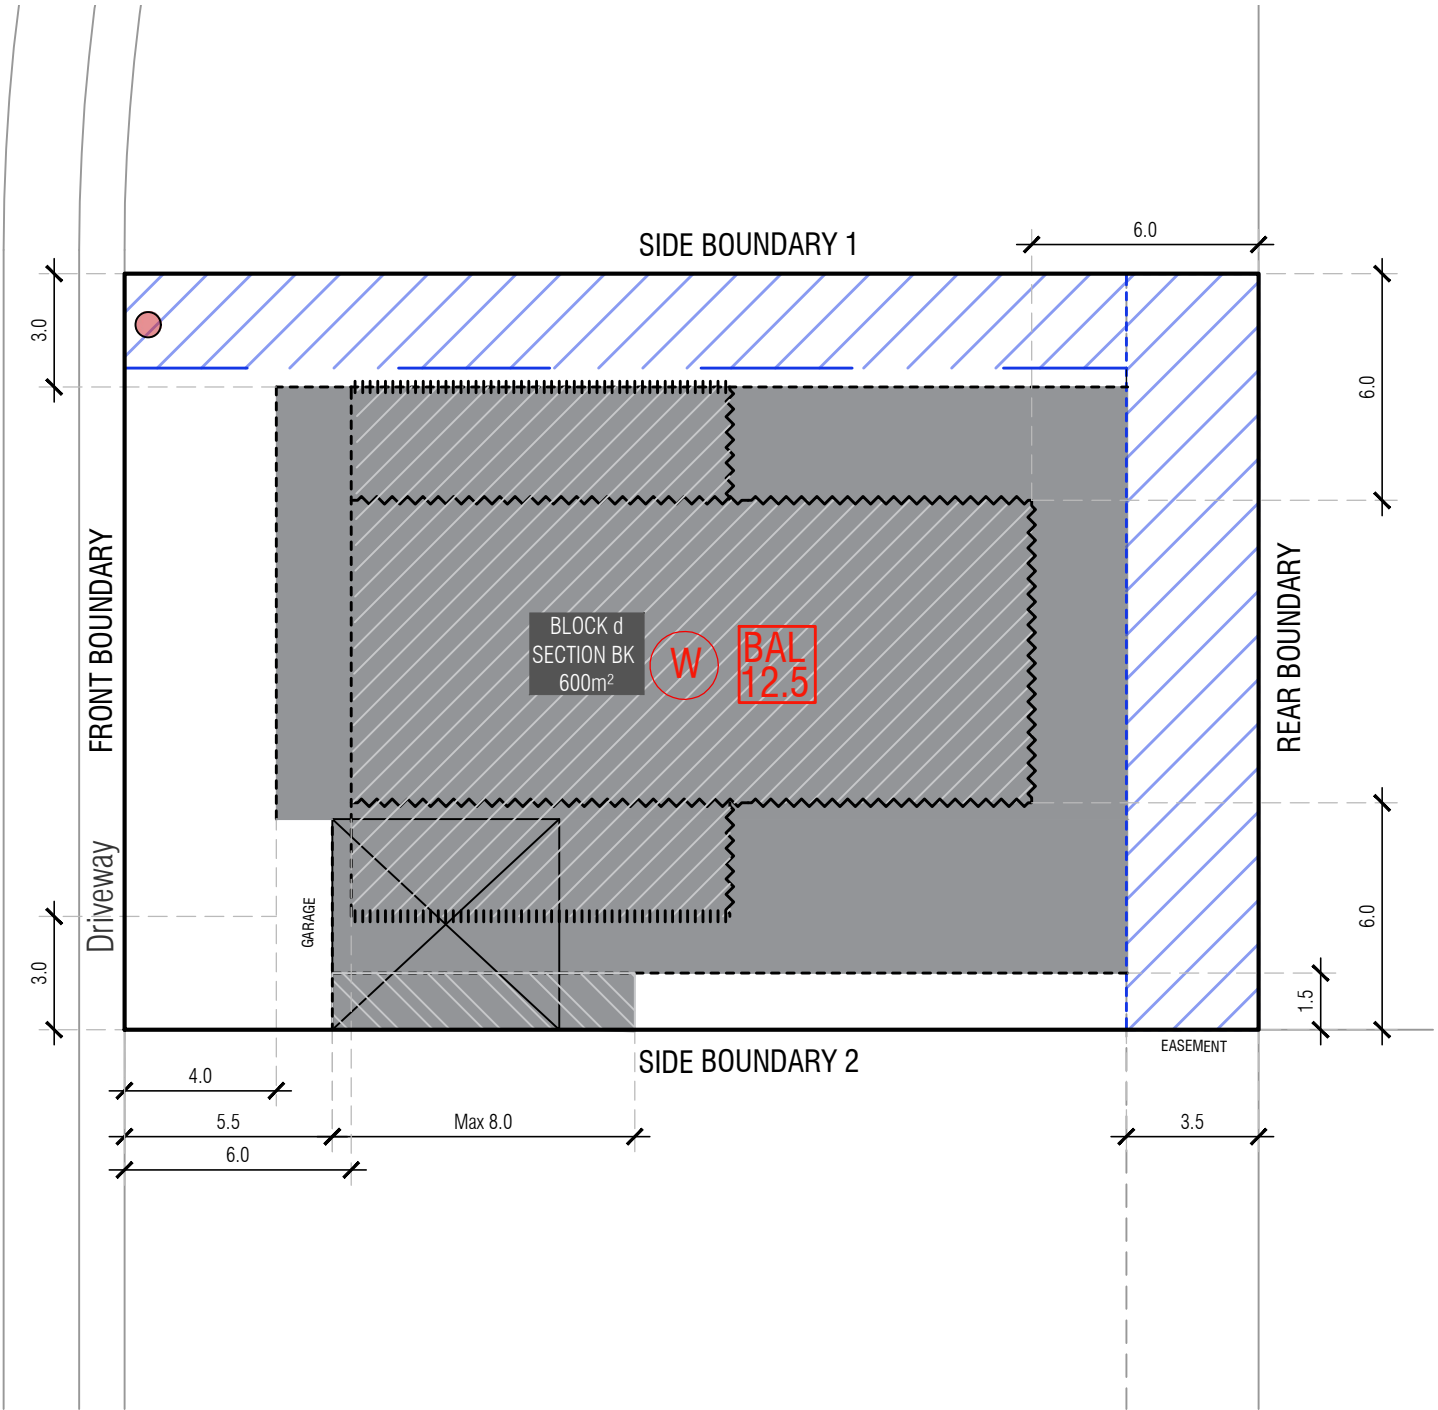 SIDE BOUNDARY 1
6.0
3.0
6.0
FRONT BOUNDARY
BLOCK d
SECTION BK
600m²
W
BAL
12.5
REAR BOUNDARY
Driveway
GARAGE
3.0
6.0
1.5
SIDE BOUNDARY 2
EASEMENT
4.0
5.5
Max 8.0
3.5
6.0